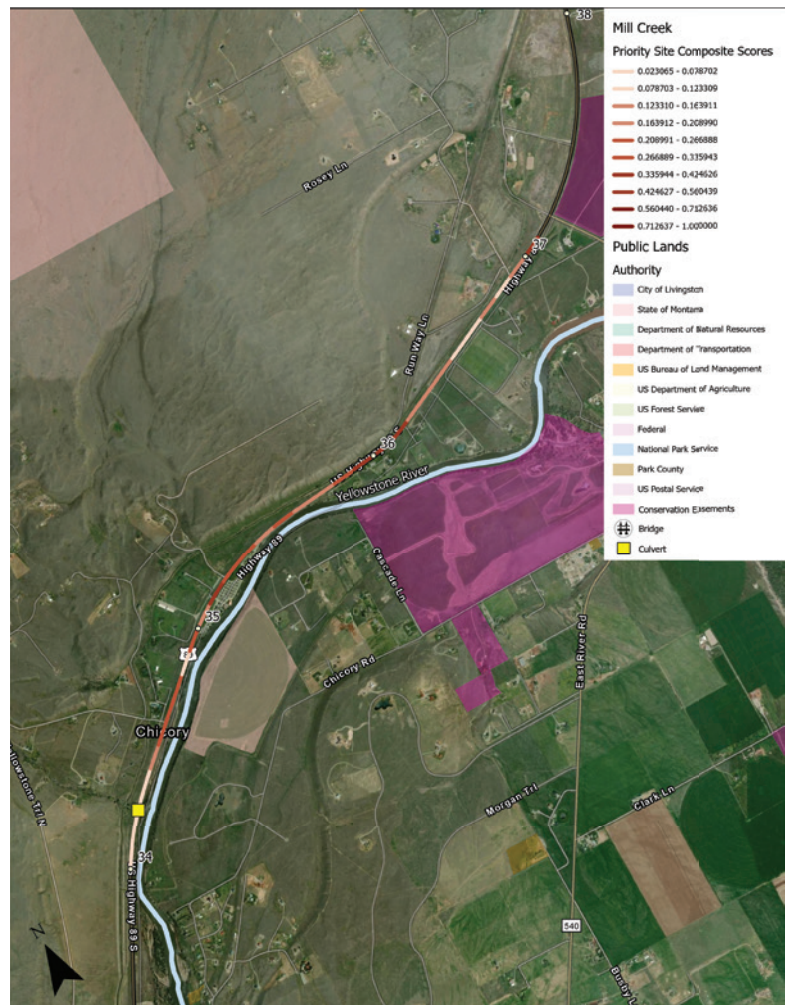 38
Mill Creek
Priority Site Composite Scores
0.023065 - 0.078702
0.078703 - 0.123309
0.123310 - 0.163911
0.163912 - 0.208990
0.208991 - 0.266888
0.266889 - 0.335943
0.335944 - 0.424626
0.424627 - 0.560439
0.560440 - 0.712636
0.712637 - 1.000000
Public Lands
Authority
City of Livingston
State of Montana
Department of Natural Resources
Department of Transportation
US Bureau of Land Management
US Department of Agriculture
US Forest Service
Federal
National Park Service
Park County
US Postal Service
Conservation Easements
Bridge
Culvert
Rosey Ln
37
Highway
Run Way Ln
36
Yellowstone River
Highway 89
Cascade Ln
35
East River Rd
Chicory Rd
Chicory
Yellowstone Trl N
Morgan Trl
Clark Ln
34
US Highway 89 S
540
Busby L
N